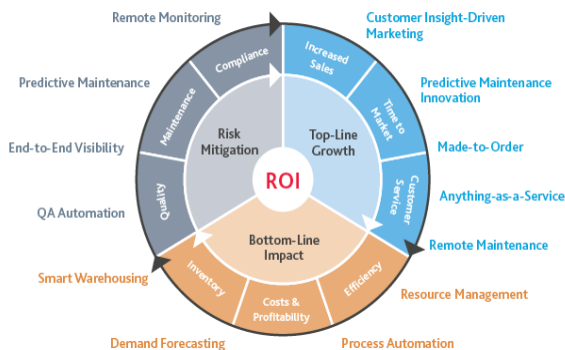 Remote Monitoring
Customer Insight-Driven
Marketing
Compliance
Increased
Sales
Predictive Maintenance
Predictive Maintenance
Innovation
Maintenance
Time to
Market
Risk
Mitigation
Top-Line
Growth
End-to-End Visibility
Made-to-Order
ROI
Quality
Customer
Service
Anything-as-a-Service
QA Automation
Bottom-Line
Impact
Remote Maintenance
Smart Warehousing
Inventory
Costs &
Profitability
Efficiency
Resource Management
Demand Forecasting
Process Automation